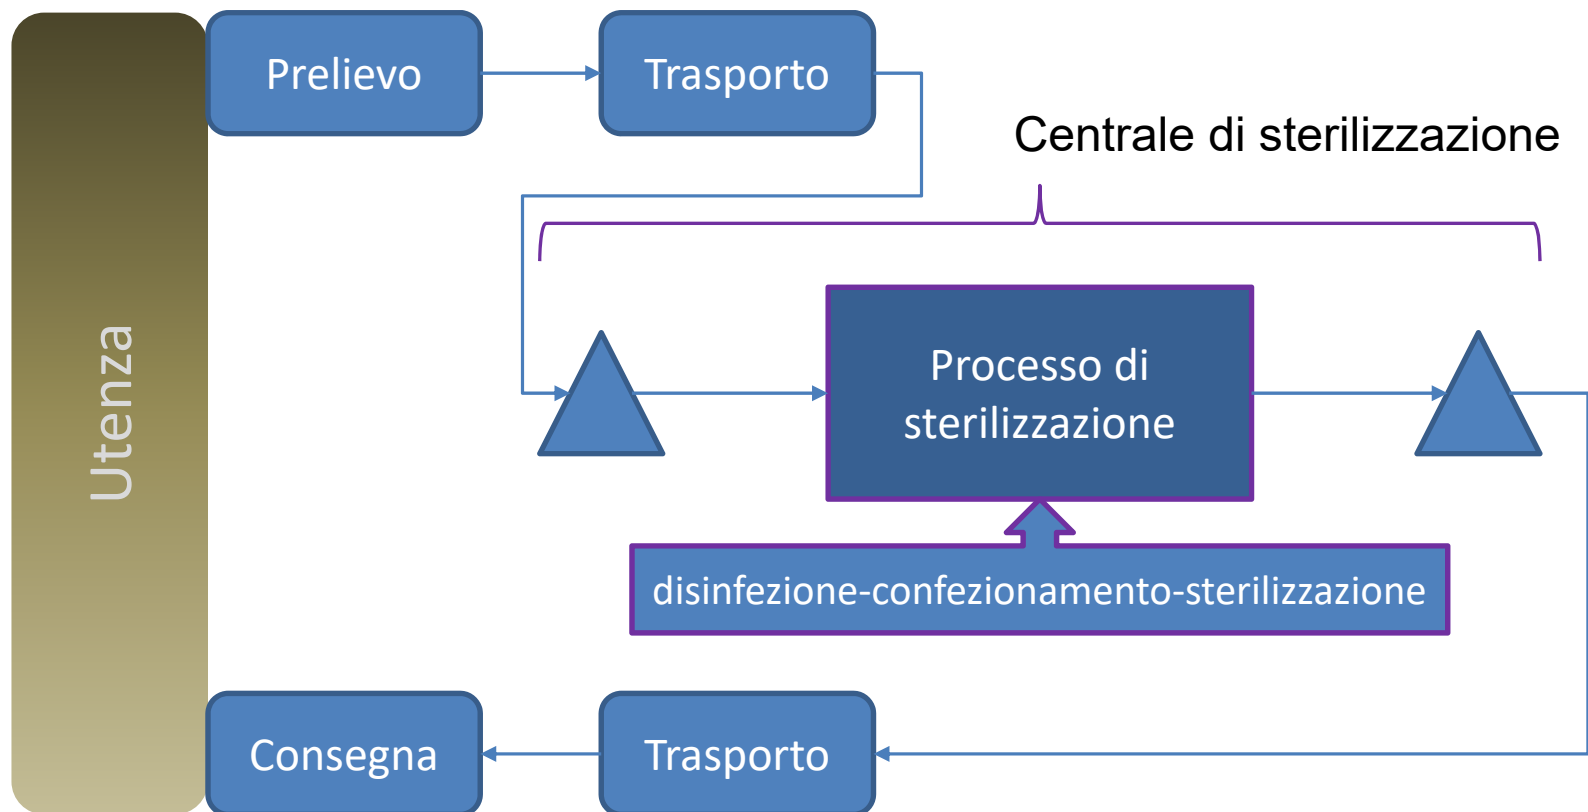 Prelievo
Trasporto
Centrale di sterilizzazione
Utenza
Processo di
sterilizzazione
disinfezione-confezionamento-sterilizzazione
Consegna
Trasporto